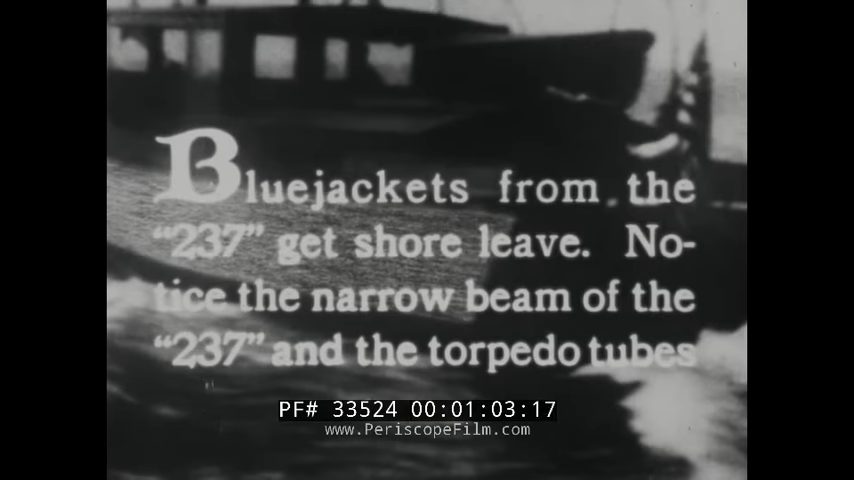 Bluejackets from the
“237” get shore leave. No-
tice the narrow beam of the
“237” and the torpedo tubes
PF# 33524 00:01:03:17
www.PeriscopeFilm.com